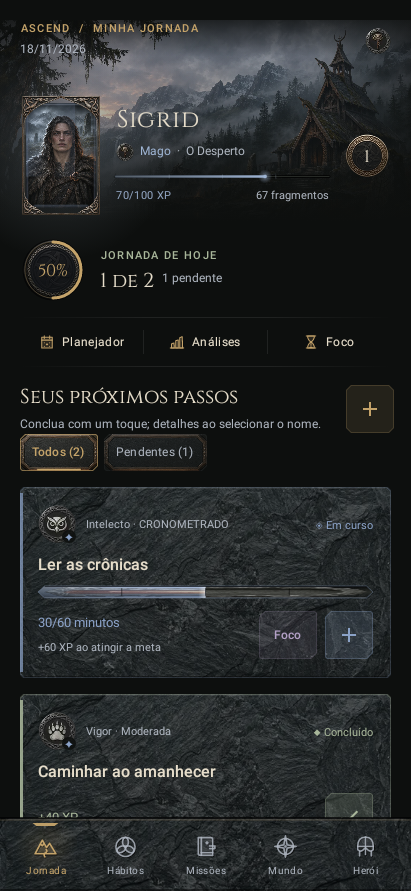 ASCEND / MINHA JORNADA
18/11/2026
SIGRID
Mago · O Desperto
1
70/100 XP
67 fragmentos
50%
JORNADA DE HOJE
1 DE 2 1 pendente
Planejador
Análises
Foco
SEUS PRÓXIMOS PASSOS
Conclua com um toque; detalhes ao selecionar o nome.
+
Todos (2)
Pendentes (1)
Intelecto · CRONOMETRADO
Em curso
Ler as crônicas
30/60 minutos
+60 XP ao atingir a meta
Foco
+
Vigor · Moderada
Concluído
Caminhar ao amanhecer
+40 XP
Jornada
Hábitos
Missões
Mundo
Herói